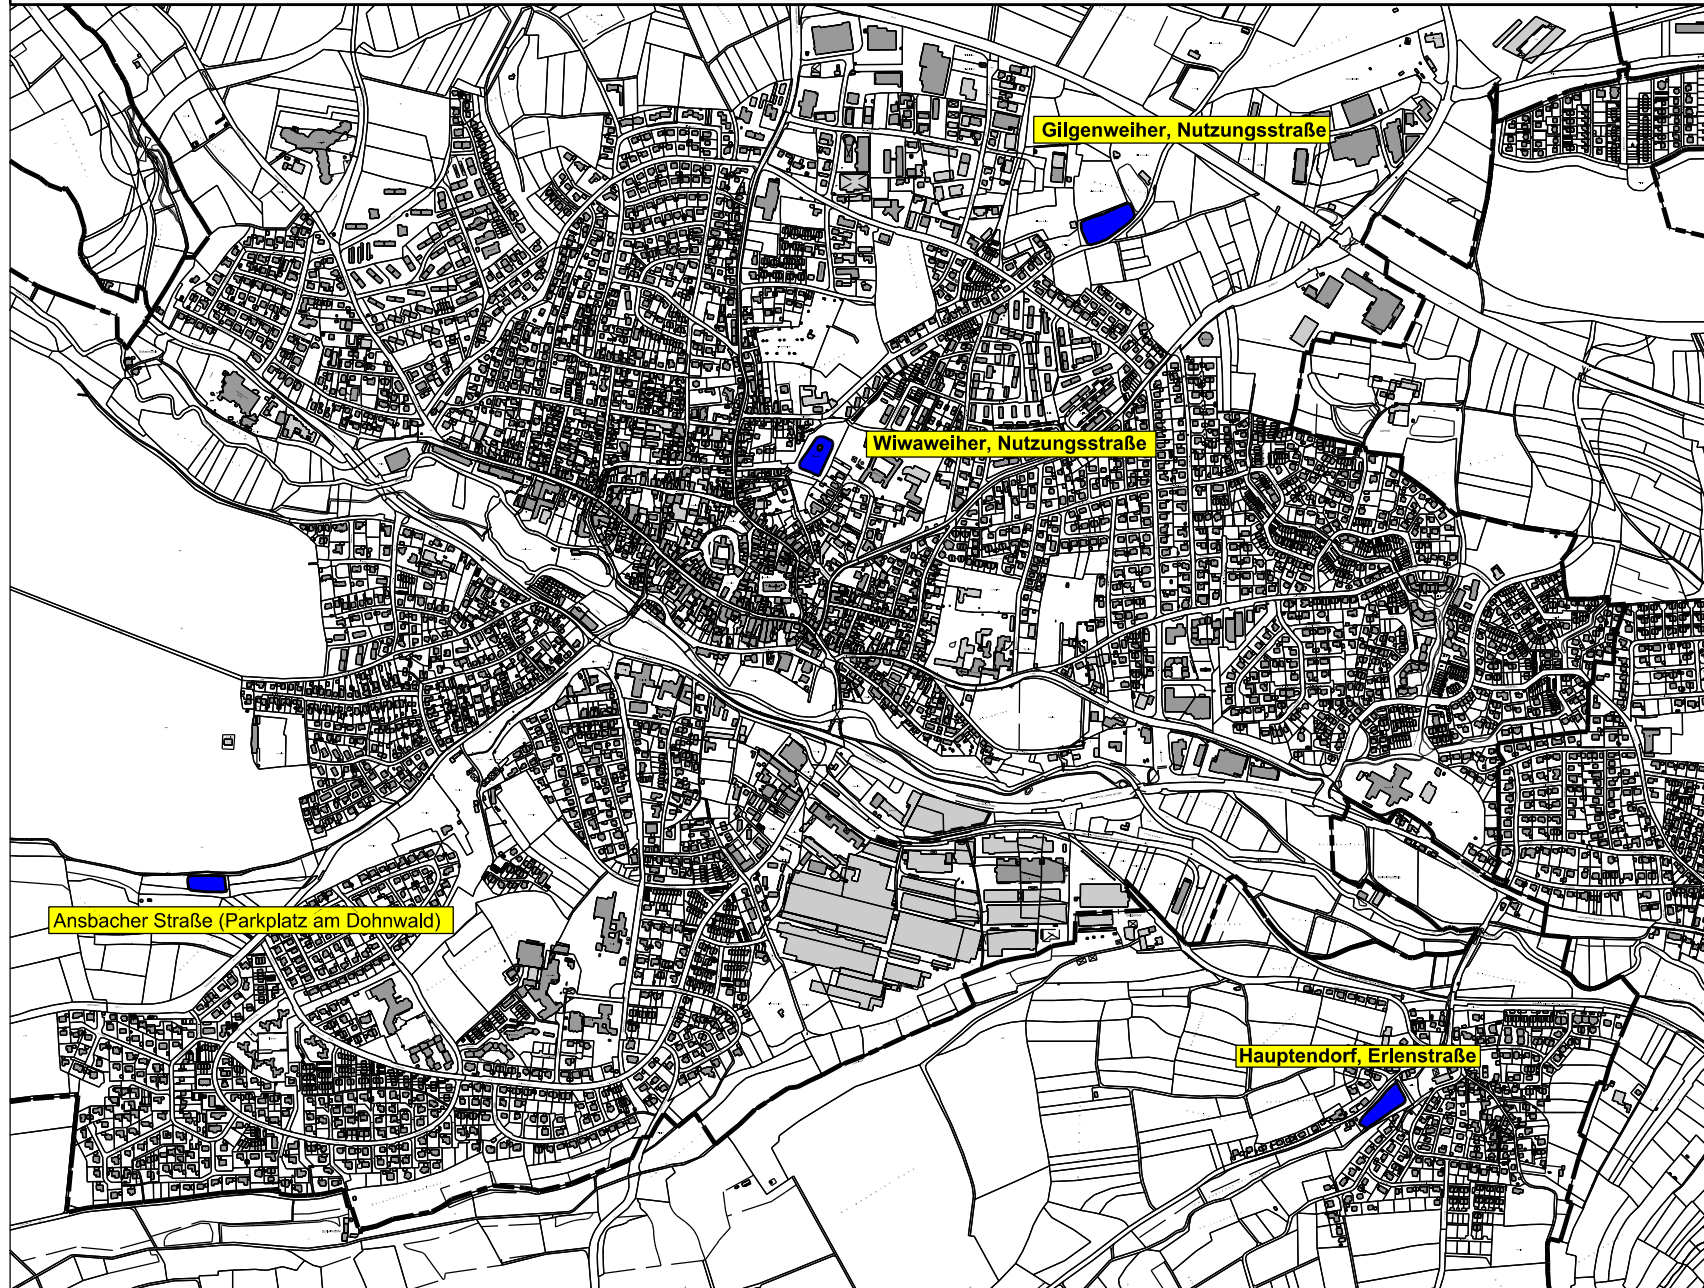 Gilgenweiher, Nutzungsstraße
Wiwaweiher, Nutzungsstraße
Ansbacher Straße (Parkplatz am Dohnwald)
Hauptendorf, Erlenstraße